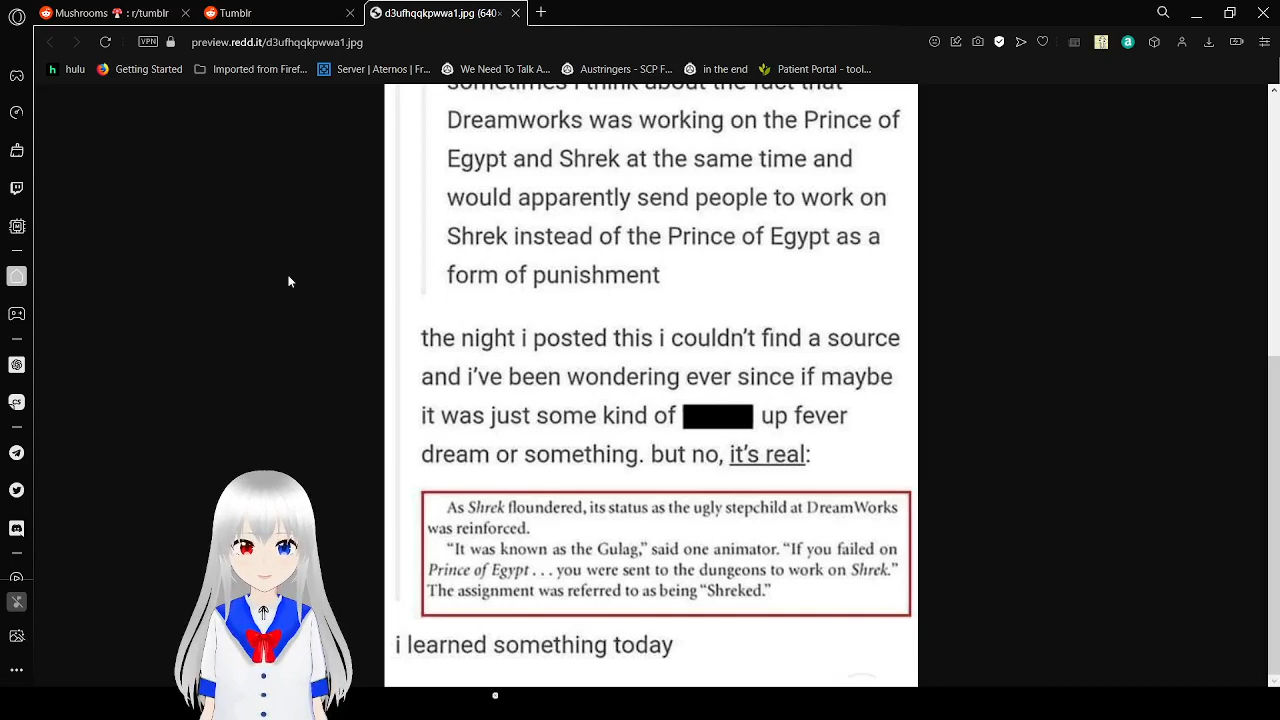 Mushrooms 🍄 : r/tumblr
Tumblr
d3ufhqqkpwwa1.jpg (640×
VPN
preview.redd.it/d3ufhqqkpwwa1.jpg
h hulu
Getting Started
Imported from Firef...
Server | Aternos | Fr...
We Need To Talk A...
Austringers - SCP F...
in the end
Patient Portal - tool...
sometimes i think about the fact that
Dreamworks was working on the Prince of
Egypt and Shrek at the same time and
would apparently send people to work on
Shrek instead of the Prince of Egypt as a
form of punishment
the night i posted this i couldn't find a source
and i've been wondering ever since if maybe
it was just some kind of up fever
dream or something. but no, it's real:
As Shrek floundered, its status as the ugly stepchild at DreamWorks
was reinforced.
"It was known as the Gulag," said one animator. "If you failed on
Prince of Egypt . . . you were sent to the dungeons to work on Shrek."
The assignment was referred to as being "Shreked."
i learned something today